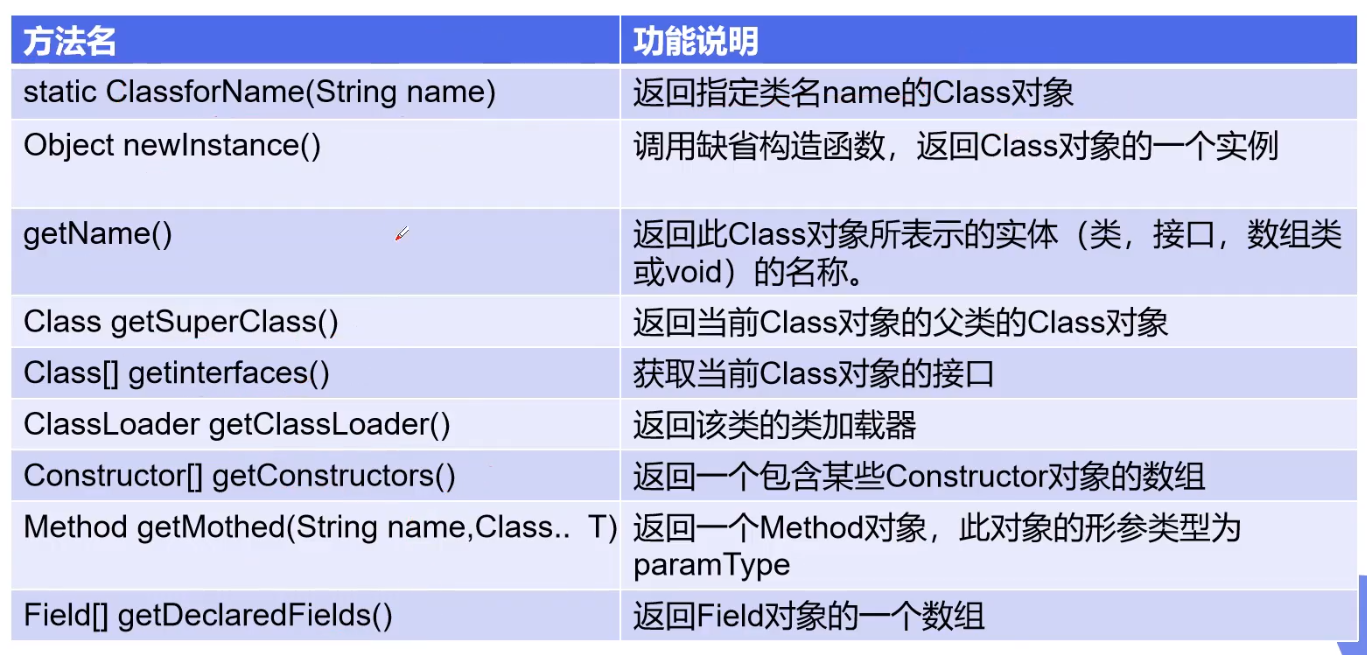 方法名
功能说明
static ClassforName(String name)
返回指定类名name的Class对象
Object newInstance()
调用缺省构造函数，返回Class对象的一个实例
getName()
返回此Class对象所表示的实体（类，接口，数组类
或void）的名称。
Class getSuperClass()
返回当前Class对象的父类的Class对象
Class[] getinterfaces()
获取当前Class对象的接口
ClassLoader getClassLoader()
返回该类的类加载器
Constructor[] getConstructors()
返回一个包含某些Constructor对象的数组
Method getMothed(String name,Class.. T)
返回一个Method对象，此对象的形参类型为
paramType
Field[] getDeclaredFields()
返回Field对象的一个数组